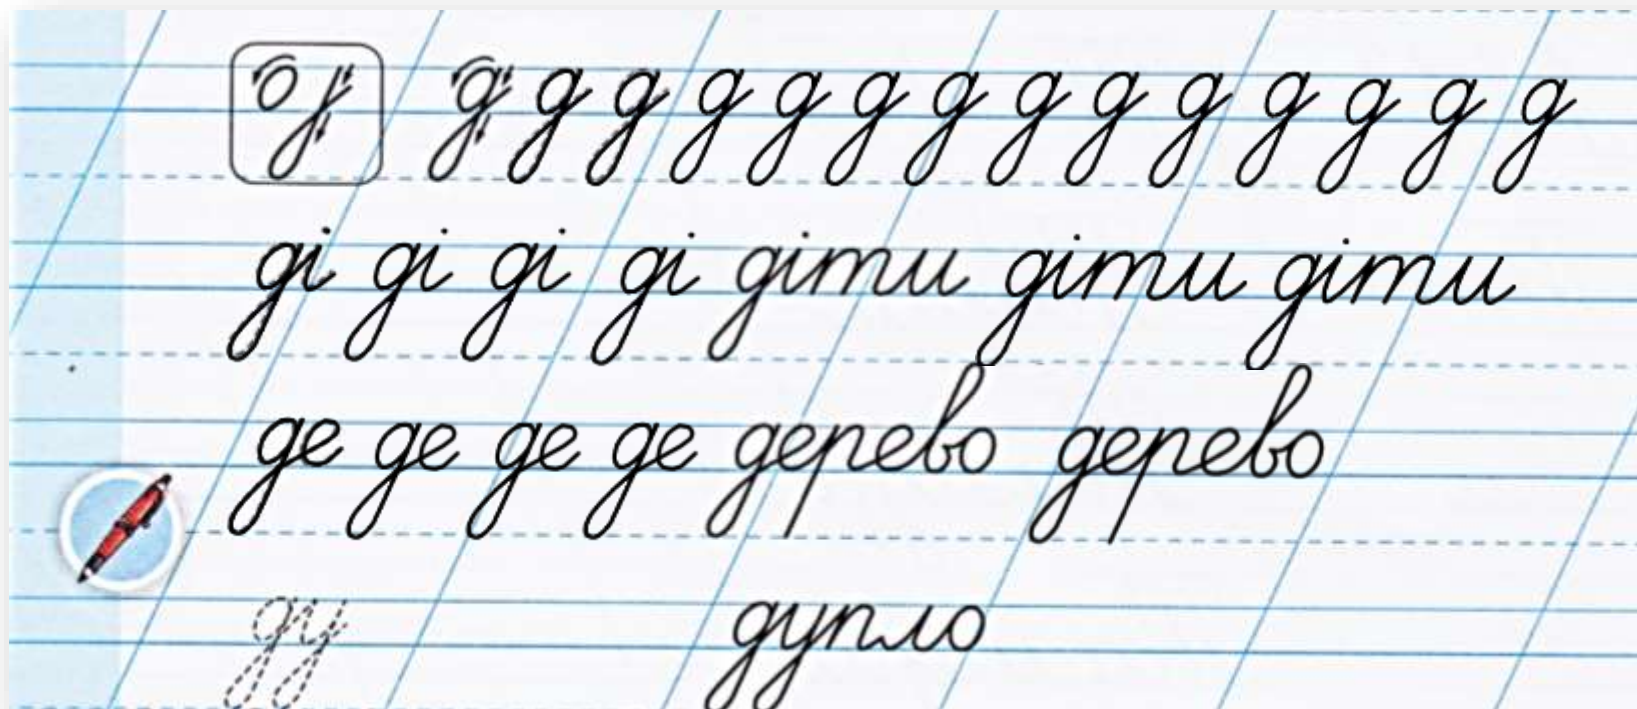 о ј д д д д д д д д д д д д д д
ді ді ді ді діти діти діти
де де де де дерево дерево
ду дупло